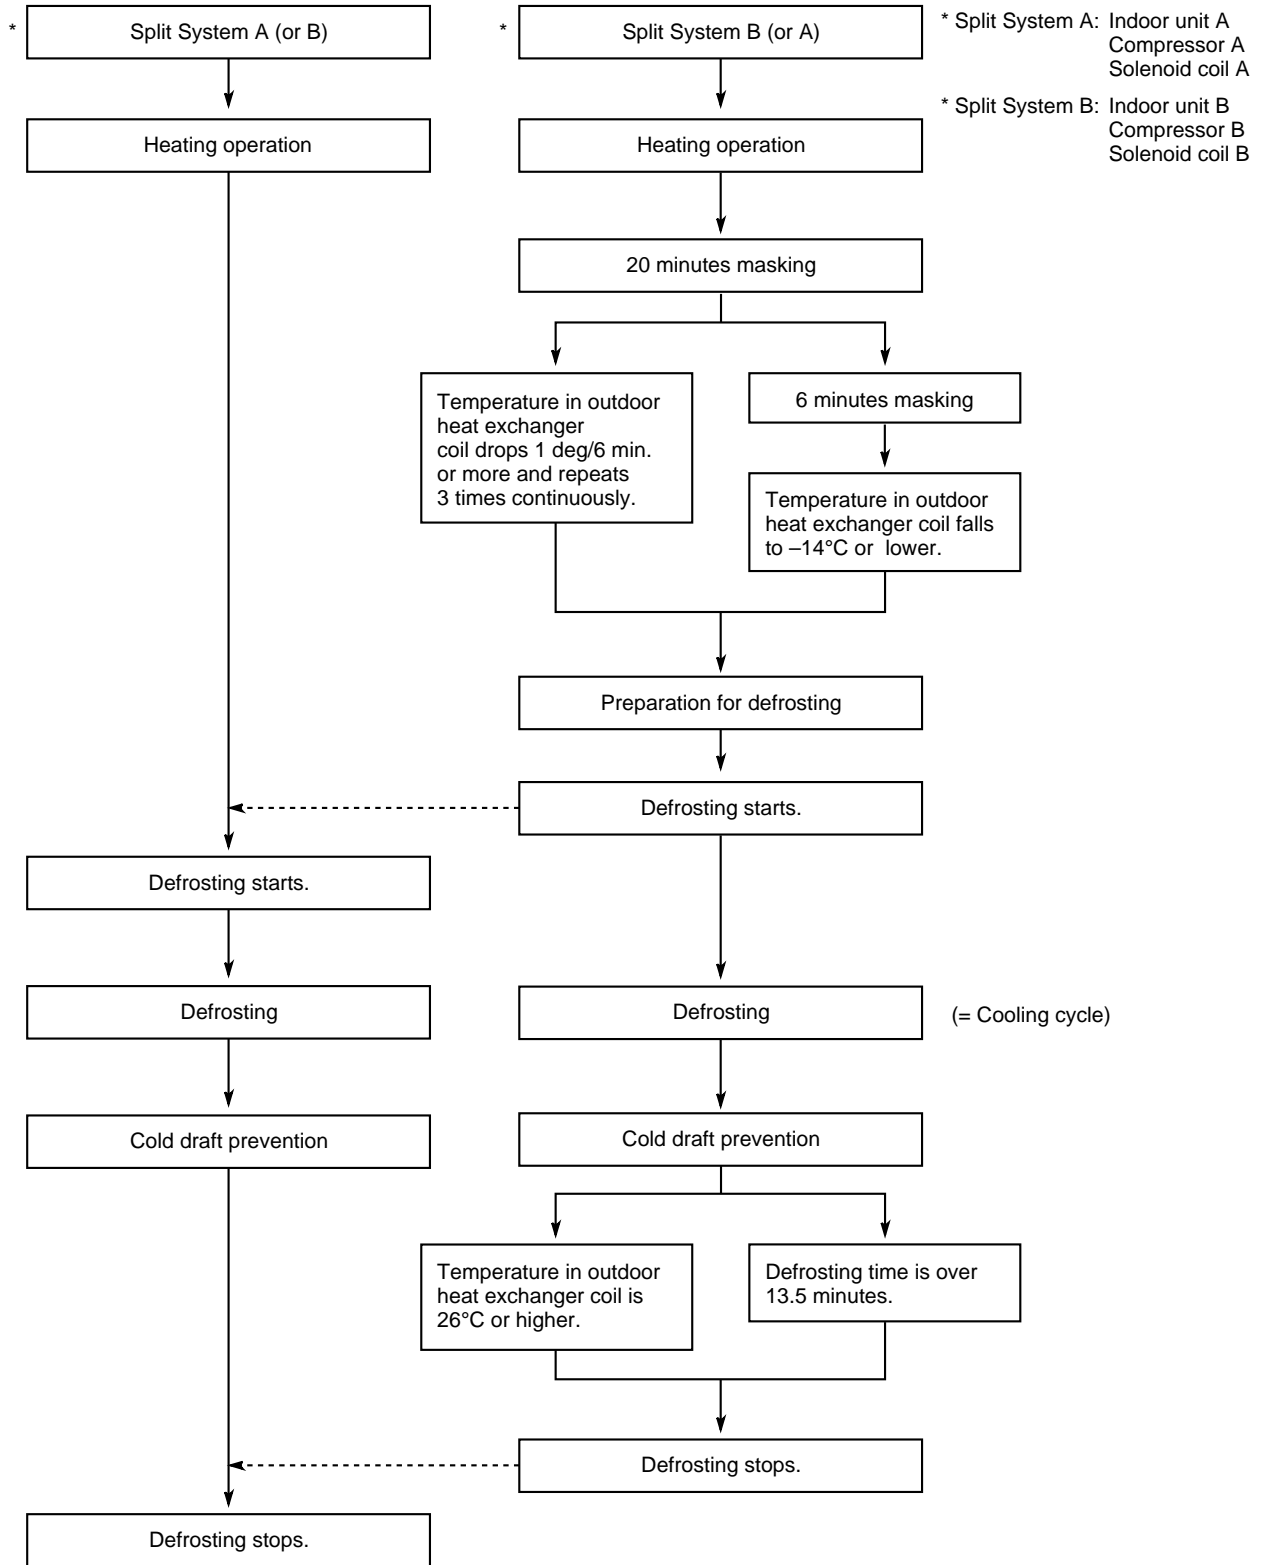 * Split System A (or B)
* Split System B (or A)
* Split System A: Indoor unit A
Compressor A
Solenoid coil A
* Split System B: Indoor unit B
Compressor B
Solenoid coil B
Heating operation
Heating operation
20 minutes masking
Temperature in outdoor
heat exchanger
coil drops 1 deg/6 min.
or more and repeats
3 times continuously.
6 minutes masking
Temperature in outdoor
heat exchanger coil falls
to –14°C or lower.
Preparation for defrosting
Defrosting starts.
Defrosting starts.
Defrosting
Defrosting
(= Cooling cycle)
Cold draft prevention
Cold draft prevention
Temperature in outdoor
heat exchanger coil is
26°C or higher.
Defrosting time is over
13.5 minutes.
Defrosting stops.
Defrosting stops.